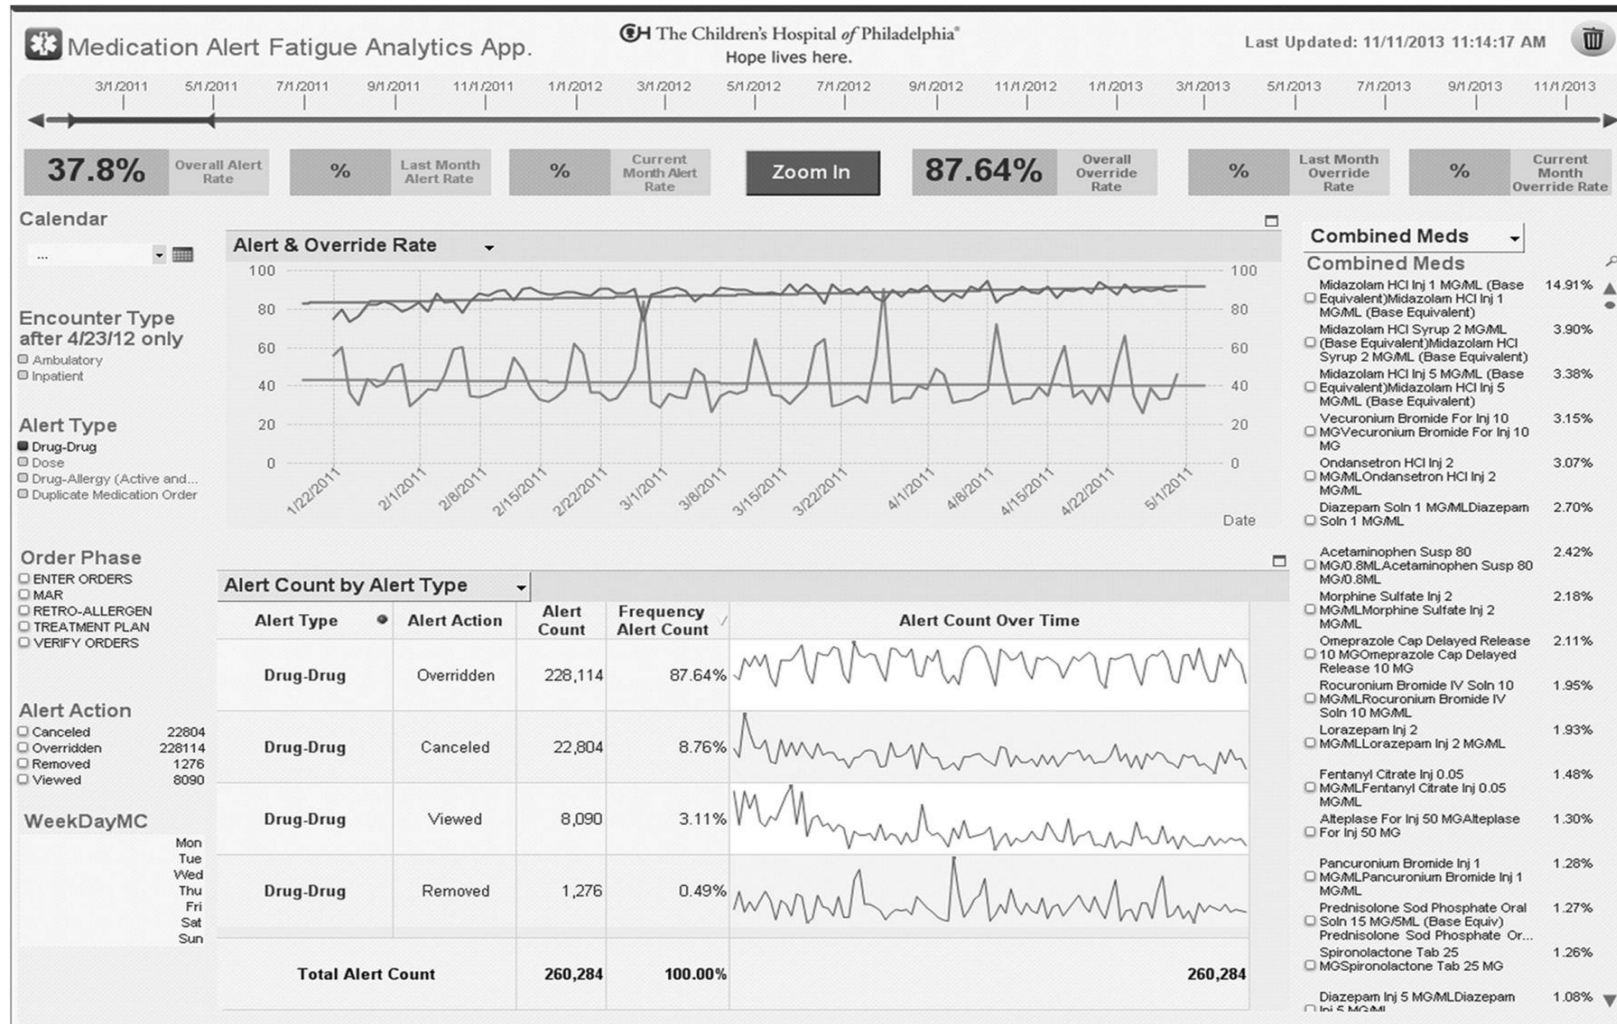 Medication Alert Fatigue Analytics App.
CH The Children's Hospital of Philadelphia®
Hope lives here.
Last Updated: 11/11/2013 11:14:17 AM
3/1/2011 5/1/2011 7/1/2011 9/1/2011 11/1/2011 1/1/2012 3/1/2012 5/1/2012 7/1/2012 9/1/2012 11/1/2012 1/1/2013 3/1/2013 5/1/2013 7/1/2013 9/1/2013 11/1/2013
37.8%
Overall Alert
Rate
%
Last Month
Alert Rate
%
Current
Month Alert
Rate
Zoom In
87.64%
Overall
Override
Rate
%
Last Month
Override
Rate
%
Current
Month
Override Rate
Calendar
...
Encounter Type
after 4/23/12 only
Ambulatory
Inpatient
Alert Type
Drug-Drug
Dose
Drug-Allergy (Active and...
Duplicate Medication Order
Order Phase
ENTER ORDERS
MAR
RETRO-ALLERGEN
TREATMENT PLAN
VERIFY ORDERS
Alert Action
Canceled 22804
Overridden 228114
Removed 1276
Viewed 8090
WeekDayMC
Mon
Tue
Wed
Thu
Fri
Sat
Sun
Alert & Override Rate
100 100
80 80
60 60
40 40
20 20
0 0
1/22/2011 2/1/2011 2/8/2011 2/15/2011 2/22/2011 3/1/2011 3/8/2011 3/15/2011 3/22/2011 4/1/2011 4/8/2011 4/15/2011 4/22/2011 5/1/2011
Date
Alert Count by Alert Type
Alert Type Alert Action Alert Count Frequency Alert Count Alert Count Over Time
Drug-Drug Overridden 228,114 87.64%
Drug-Drug Canceled 22,804 8.76%
Drug-Drug Viewed 8,090 3.11%
Drug-Drug Removed 1,276 0.49%
Total Alert Count 260,284 100.00% 260,284
Combined Meds
Combined Meds
Midazolam HCl Inj 1 MG/ML (Base 14.91%
Equivalent)Midazolam HCl Inj 1
MG/ML (Base Equivalent)
Midazolam HCl Syrup 2 MG/ML 3.90%
(Base Equivalent)Midazolam HCl
Syrup 2 MG/ML (Base Equivalent)
Midazolam HCl Inj 5 MG/ML (Base 3.38%
Equivalent)Midazolam HCl Inj 5
MG/ML (Base Equivalent)
Vecuronium Bromide For Inj 10 3.15%
MGVecuronium Bromide For Inj 10
MG
Ondansetron HCl Inj 2 3.07%
MG/MLOndansetron HCl Inj 2
MG/ML
Diazepam Soln 1 MG/MLDiazepam 2.70%
Soln 1 MG/ML
Acetaminophen Susp 80 2.42%
MG/0.8MLAcetaminophen Susp 80
MG/0.8ML
Morphine Sulfate Inj 2 2.18%
MG/MLMorphine Sulfate Inj 2
MG/ML
Omeprazole Cap Delayed Release 2.11%
10 MGOmeprazole Cap Delayed
Release 10 MG
Rocuronium Bromide IV Soln 10 1.95%
MG/MLRocuronium Bromide IV
Soln 10 MG/ML
Lorazepam Inj 2 1.93%
MG/MLLorazepam Inj 2 MG/ML
Fentanyl Citrate Inj 0.05 1.48%
MG/MLFentanyl Citrate Inj 0.05
MG/ML
Alteplase For Inj 50 MGAlteplase 1.30%
For Inj 50 MG
Pancuronium Bromide Inj 1 1.28%
MG/MLPancuronium Bromide Inj 1
MG/ML
Prednisolone Sod Phosphate Oral 1.27%
Soln 15 MG/5ML (Base Equiv)
Prednisolone Sod Phosphate Or...
Spironolactone Tab 25 1.26%
MGSpironolactone Tab 25 MG
Diazepam Inj 5 MG/MLDiazepam 1.08%
Inj 5 MG/ML